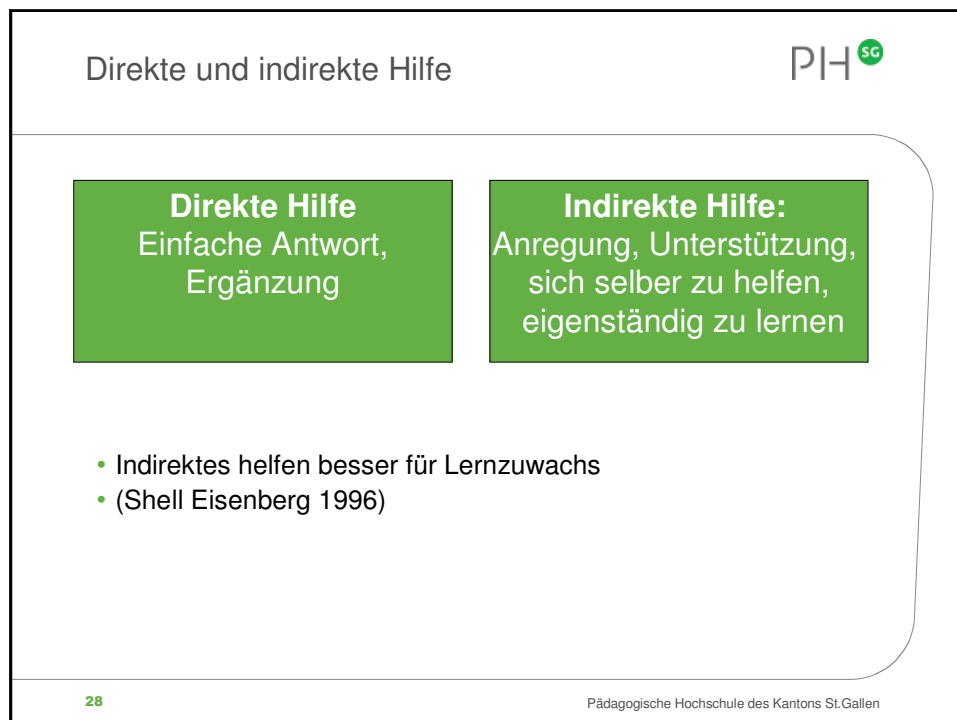 Direkte und indirekte Hilfe
PH SG
Direkte Hilfe
Einfache Antwort,
Ergänzung
Indirekte Hilfe:
Anregung, Unterstützung,
sich selber zu helfen,
eigenständig zu lernen
• Indirektes helfen besser für Lernzuwachs
• (Shell Eisenberg 1996)
28
Pädagogische Hochschule des Kantons St.Gallen